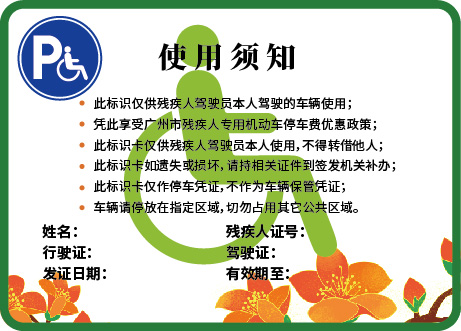 P
使用须知
此标识仅供残疾人驾驶员本人驾驶的车辆使用；
凭此享受广州市残疾人专用机动车停车费优惠政策；
此标识卡仅供残疾人驾驶员本人使用，不得转借他人；
此标识卡如遗失或损坏，请持相关证件到签发机关补办；
此标识卡仅作停车凭证，不作为车辆保管凭证；
车辆请停放在指定区域，切勿占用其它公共区域。
姓名： 残疾人证号：
行驶证： 驾驶证：
发证日期： 有效期至：